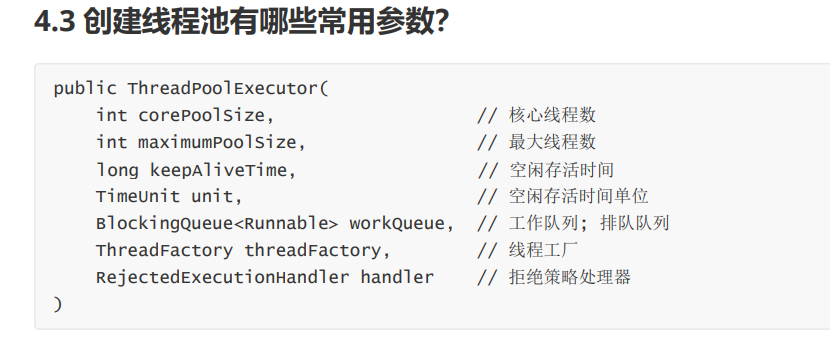 4.3 创建线程池有哪些常用参数?
public ThreadPoolExecutor(
    int corePoolSize,                   // 核心线程数
    int maximumPoolSize,                // 最大线程数
    long keepAliveTime,                 // 空闲存活时间
    TimeUnit unit,                      // 空闲存活时间单位
    BlockingQueue<Runnable> workQueue,  // 工作队列; 排队队列
    ThreadFactory threadFactory,        // 线程工厂
    RejectedExecutionHandler handler    // 拒绝策略处理器
)